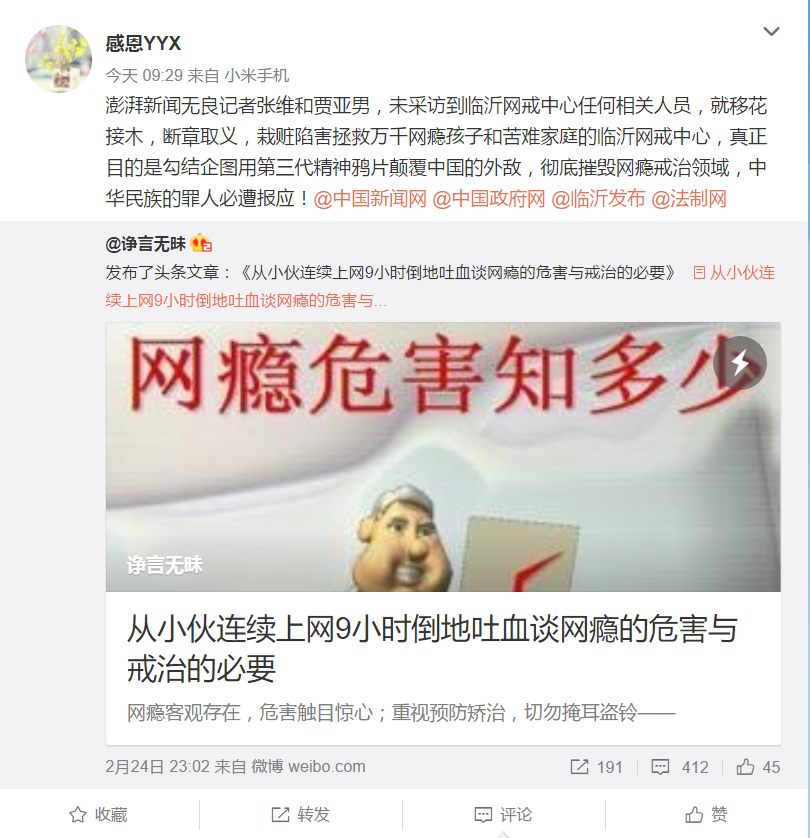 感恩YYX
今天 09:29 来自 小米手机
澎湃新闻无良记者张维和贾亚男，未采访到临沂网戒中心任何相关人员，就移花
接木，断章取义，栽赃陷害拯救万千网瘾孩子和苦难家庭的临沂网戒中心，真正
目的是勾结企图用第三代精神鸦片颠覆中国的外敌，彻底摧毁网瘾戒治领域，中
华民族的罪人必遭报应！@中国新闻网 @中国政府网 @临沂发布 @法制网
@诤言无昧
发布了头条文章：《从小伙连续上网9小时倒地吐血谈网瘾的危害与戒治的必要》 从小伙连
续上网9小时倒地吐血谈网瘾的危害与...
网瘾危害知多少
诤言无昧
从小伙连续上网9小时倒地吐血谈网瘾的危害与
戒治的必要
网瘾客观存在，危害触目惊心；重视预防矫治，切勿掩耳盗铃——
2月24日 23:02 来自 微博 weibo.com 191 412 45
收藏 转发 评论 赞